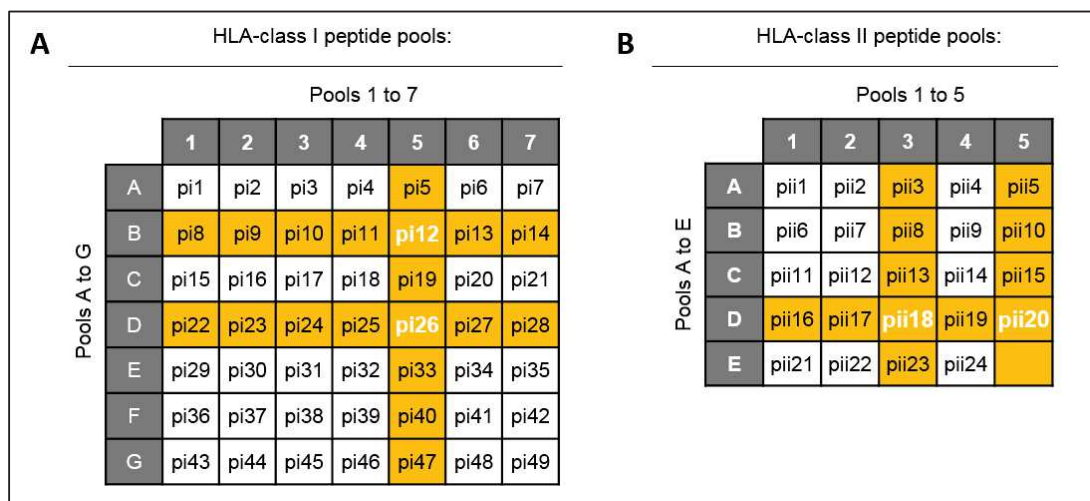 A
HLA-class I peptide pools:
Pools 1 to 7
1 2 3 4 5 6 7
Pools A to G
A pi1 pi2 pi3 pi4 pi5 pi6 pi7
B pi8 pi9 pi10 pi11 pi12 pi13 pi14
C pi15 pi16 pi17 pi18 pi19 pi20 pi21
D pi22 pi23 pi24 pi25 pi26 pi27 pi28
E pi29 pi30 pi31 pi32 pi33 pi34 pi35
F pi36 pi37 pi38 pi39 pi40 pi41 pi42
G pi43 pi44 pi45 pi46 pi47 pi48 pi49
B
HLA-class II peptide pools:
Pools 1 to 5
1 2 3 4 5
Pools A to E
A pii1 pii2 pii3 pii4 pii5
B pii6 pii7 pii8 pii9 pii10
C pii11 pii12 pii13 pii14 pii15
D pii16 pii17 pii18 pii19 pii20
E pii21 pii22 pii23 pii24